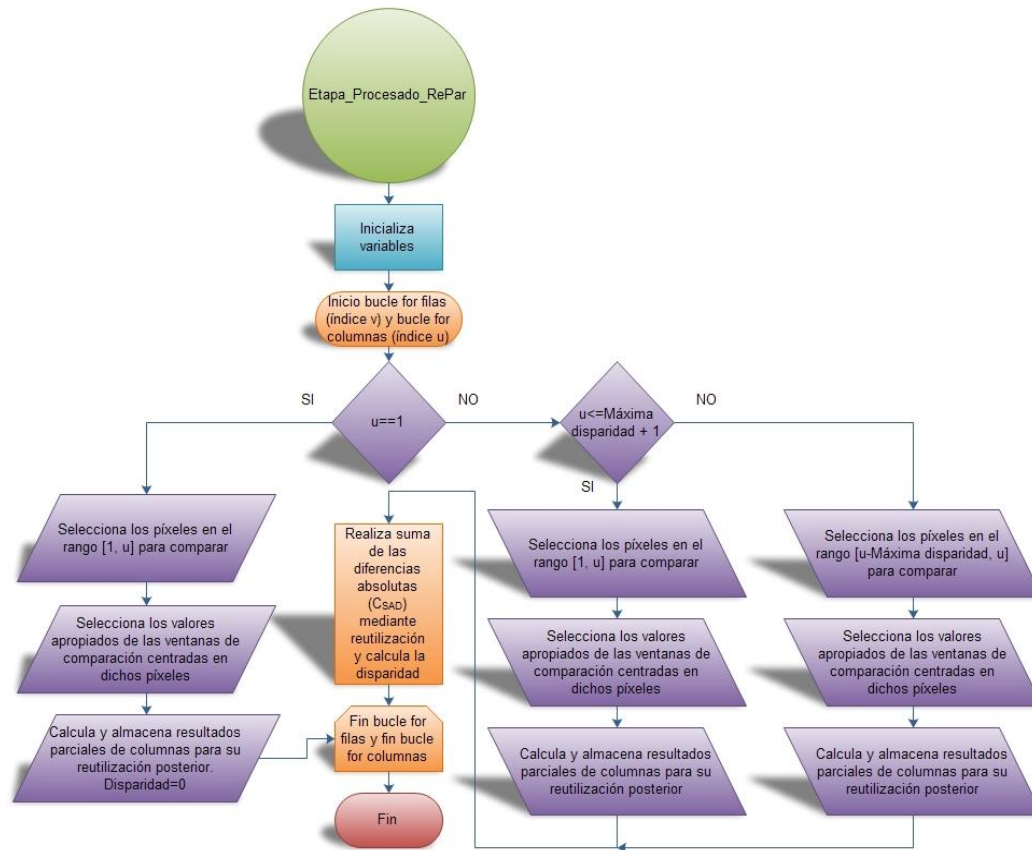 Etapa_Procesado_RePar
Inicializa
variables
Inicio bucle for filas
(índice v) y bucle for
columnas (índice u)
SI
u==1
NO
u<=Máxima
disparidad + 1
NO
SI
Selecciona los píxeles en el
rango [1, u] para comparar
Selecciona los valores
apropiados de las ventanas de
comparación centradas en
dichos píxeles
Calcula y almacena resultados
parciales de columnas para su
reutilización posterior.
Disparidad=0
Realiza suma
de las
diferencias
absolutas
(CSAD)
mediante
reutilización
y calcula la
disparidad
Fin bucle for
filas y fin bucle
for columnas
Fin
Selecciona los píxeles en el
rango [1, u] para comparar
Selecciona los valores
apropiados de las ventanas de
comparación centradas en
dichos píxeles
Calcula y almacena resultados
parciales de columnas para su
reutilización posterior
Selecciona los píxeles en el
rango [u-Máxima disparidad, u]
para comparar
Selecciona los valores
apropiados de las ventanas de
comparación centradas en
dichos píxeles
Calcula y almacena resultados
parciales de columnas para su
reutilización posterior